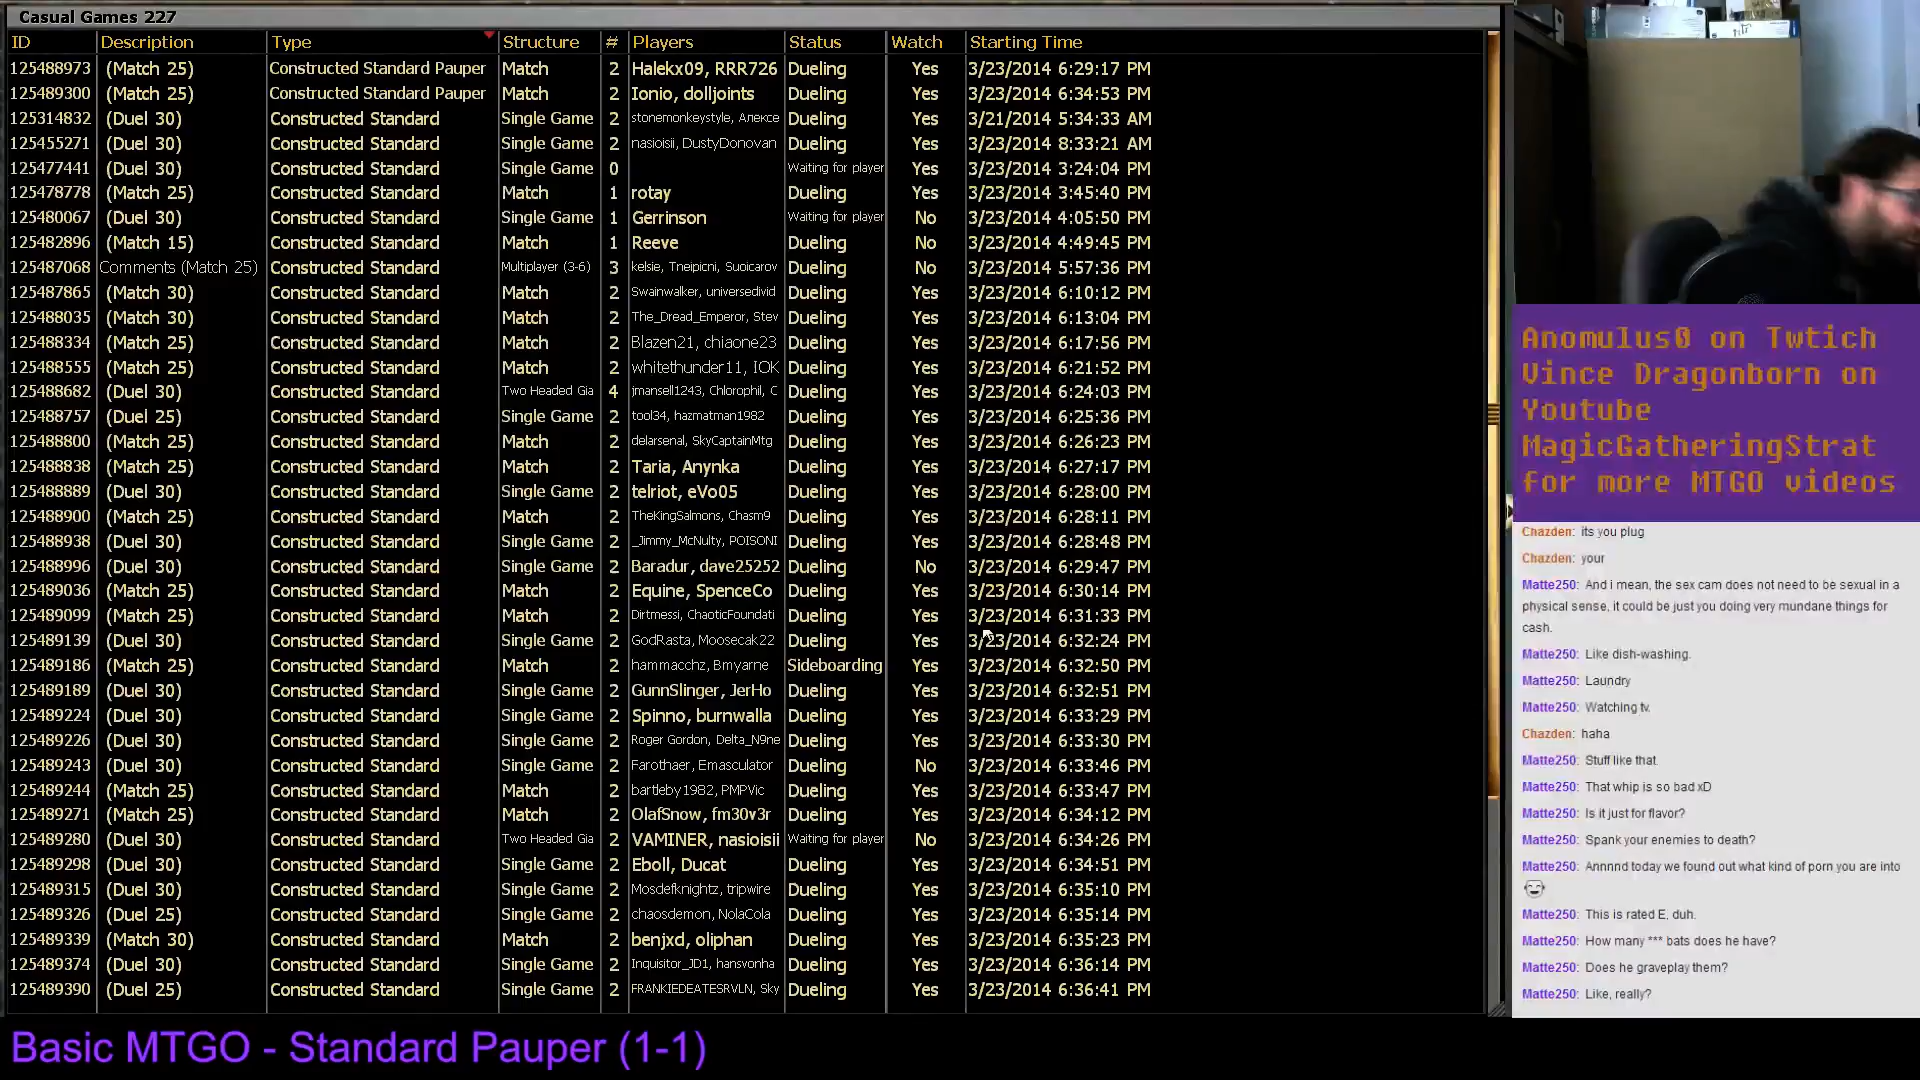 Casual Games 227
ID Description Type Structure # Players Status Watch Starting Time
125488973 (Match 25) Constructed Standard Pauper Match 2 Halekx09, RRR726 Dueling Yes 3/23/2014 6:29:17 PM
125489300 (Match 25) Constructed Standard Pauper Match 2 Ionio, dolljoints Dueling Yes 3/23/2014 6:34:53 PM
125314832 (Duel 30) Constructed Standard Single Game 2 stonemonkeystyle, Алексе Dueling Yes 3/21/2014 5:34:33 AM
125455271 (Duel 30) Constructed Standard Single Game 2 nasioisii, DustyDonovan Dueling Yes 3/23/2014 8:33:21 AM
125477441 (Duel 30) Constructed Standard Single Game 0 Waiting for player Yes 3/23/2014 3:24:04 PM
125478778 (Match 25) Constructed Standard Match 1 rotay Dueling Yes 3/23/2014 3:45:40 PM
125480067 (Duel 30) Constructed Standard Single Game 1 Gerrinson Waiting for player No 3/23/2014 4:05:50 PM
125482896 (Match 15) Constructed Standard Match 1 Reeve Dueling No 3/23/2014 4:49:45 PM
125487068 Comments (Match 25) Constructed Standard Multiplayer (3-6) 3 kelsie, Tneipicni, Suoicarov Dueling No 3/23/2014 5:57:36 PM
125487865 (Match 30) Constructed Standard Match 2 Swainwalker, universedivid Dueling Yes 3/23/2014 6:10:12 PM
125488035 (Match 30) Constructed Standard Match 2 The_Dread_Emperor, Stev Dueling Yes 3/23/2014 6:13:04 PM
125488334 (Match 25) Constructed Standard Match 2 Blazen21, chiaone23 Dueling Yes 3/23/2014 6:17:56 PM
125488555 (Match 25) Constructed Standard Match 2 whitethunder11, IOK Dueling Yes 3/23/2014 6:21:52 PM
125488682 (Duel 30) Constructed Standard Two Headed Gia 4 jmansell1243, Chlorophil, C Dueling Yes 3/23/2014 6:24:03 PM
125488757 (Duel 25) Constructed Standard Single Game 2 tool34, hazmatman1982 Dueling Yes 3/23/2014 6:25:36 PM
125488800 (Match 25) Constructed Standard Match 2 delarsenal, SkyCaptainMtg Dueling Yes 3/23/2014 6:26:23 PM
125488838 (Match 25) Constructed Standard Match 2 Taria, Anynka Dueling Yes 3/23/2014 6:27:17 PM
125488889 (Duel 30) Constructed Standard Single Game 2 telriot, eVo05 Dueling Yes 3/23/2014 6:28:00 PM
125488900 (Match 25) Constructed Standard Match 2 TheKingSalmons, Chasm9 Dueling Yes 3/23/2014 6:28:11 PM
125488938 (Duel 30) Constructed Standard Single Game 2 _Jimmy_McNulty, POISONI Dueling Yes 3/23/2014 6:28:48 PM
125488996 (Duel 30) Constructed Standard Single Game 2 Baradur, dave25252 Dueling No 3/23/2014 6:29:47 PM
125489036 (Match 25) Constructed Standard Match 2 Equine, SpenceCo Dueling Yes 3/23/2014 6:30:14 PM
125489099 (Match 25) Constructed Standard Match 2 Dirtmessi, ChaoticFoundati Dueling Yes 3/23/2014 6:31:33 PM
125489139 (Duel 30) Constructed Standard Single Game 2 GodRasta, Moosecak22 Dueling Yes 3/23/2014 6:32:24 PM
125489186 (Match 25) Constructed Standard Match 2 hammacchz, Bmyarne Sideboarding Yes 3/23/2014 6:32:50 PM
125489189 (Duel 30) Constructed Standard Single Game 2 GunnSlinger, JerHo Dueling Yes 3/23/2014 6:32:51 PM
125489224 (Duel 30) Constructed Standard Single Game 2 Spinno, burnwalla Dueling Yes 3/23/2014 6:33:29 PM
125489226 (Duel 30) Constructed Standard Single Game 2 Roger Gordon, Delta_N9ne Dueling Yes 3/23/2014 6:33:30 PM
125489243 (Duel 30) Constructed Standard Single Game 2 Farothaer, Emasculator Dueling No 3/23/2014 6:33:46 PM
125489244 (Match 25) Constructed Standard Match 2 bartleby1982, PMPVic Dueling Yes 3/23/2014 6:33:47 PM
125489271 (Match 25) Constructed Standard Match 2 OlafSnow, fm30v3r Dueling Yes 3/23/2014 6:34:12 PM
125489280 (Duel 30) Constructed Standard Two Headed Gia 2 VAMINER, nasioisii Waiting for player No 3/23/2014 6:34:26 PM
125489298 (Duel 30) Constructed Standard Single Game 2 Eboll, Ducat Dueling Yes 3/23/2014 6:34:51 PM
125489315 (Duel 30) Constructed Standard Single Game 2 Mosdefknightz, tripwire Dueling Yes 3/23/2014 6:35:10 PM
125489326 (Duel 25) Constructed Standard Single Game 2 chaosdemon, NolaCola Dueling Yes 3/23/2014 6:35:14 PM
125489339 (Match 30) Constructed Standard Match 2 benjxd, oliphan Dueling Yes 3/23/2014 6:35:23 PM
125489374 (Duel 30) Constructed Standard Single Game 2 Inquisitor_JD1, hansvonha Dueling Yes 3/23/2014 6:36:14 PM
125489390 (Duel 25) Constructed Standard Single Game 2 FRANKIEDEATESRVLN, Sky Dueling Yes 3/23/2014 6:36:41 PM
Anomulus0 on Twtich
Vince Dragonborn on
Youtube
MagicGatheringStrat
for more MTGO videos
Chazden: its you plug
Chazden: your
Matte250: And i mean, the sex cam does not need to be sexual in a
physical sense, it could be just you doing very mundane things for
cash.
Matte250: Like dish-washing.
Matte250: Laundry
Matte250: Watching tv.
Chazden: haha
Matte250: Stuff like that.
Matte250: That whip is so bad xD
Matte250: Is it just for flavor?
Matte250: Spank your enemies to death?
Matte250: Annnnd today we found out what kind of porn you are into
Matte250: This is rated E, duh.
Matte250: How many *** bats does he have?
Matte250: Does he graveplay them?
Matte250: Like, really?
Basic MTGO - Standard Pauper (1-1)